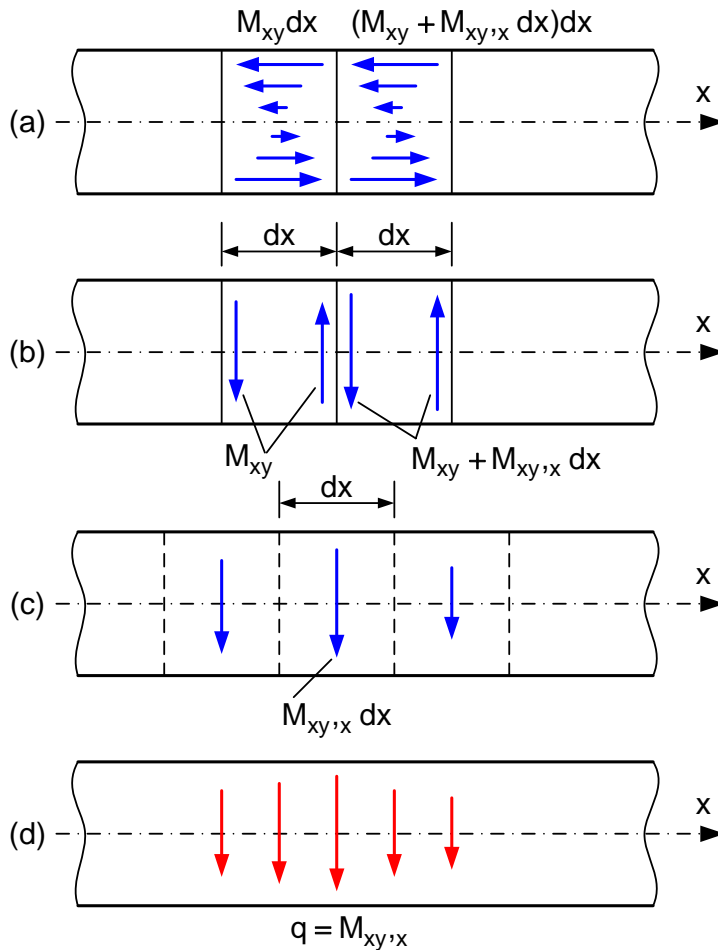 M_xy dx (M_xy + M_xy,x dx)dx
x
(a)
dx dx
x
(b)
M_xy M_xy + M_xy,x dx
dx
x
(c)
M_xy,x dx
x
(d)
q = M_xy,x